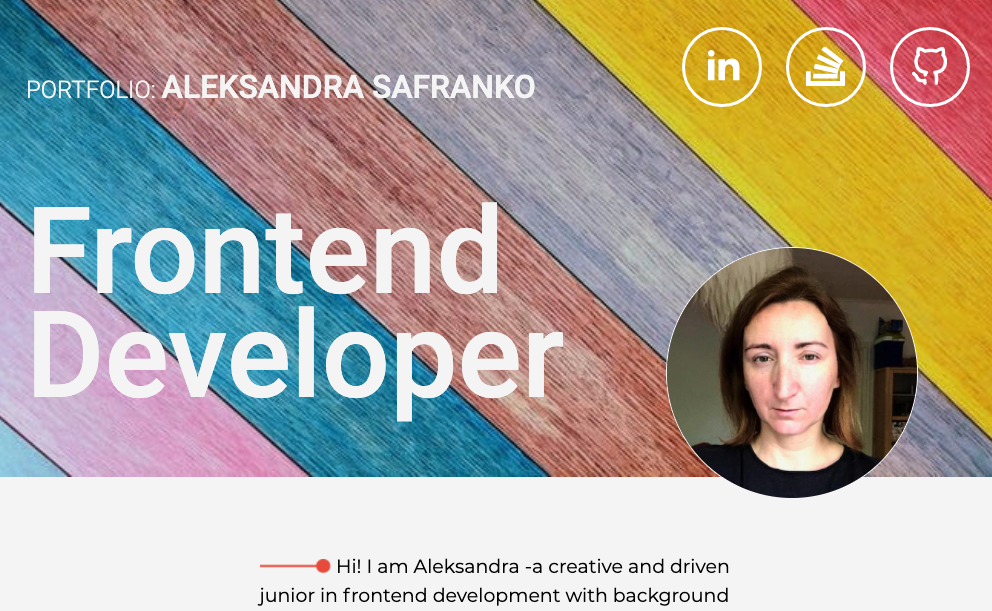 PORTFOLIO: ALEKSANDRA SAFRANKO
in
Frontend
Developer
Hi! I am Aleksandra -a creative and driven
junior in frontend development with background